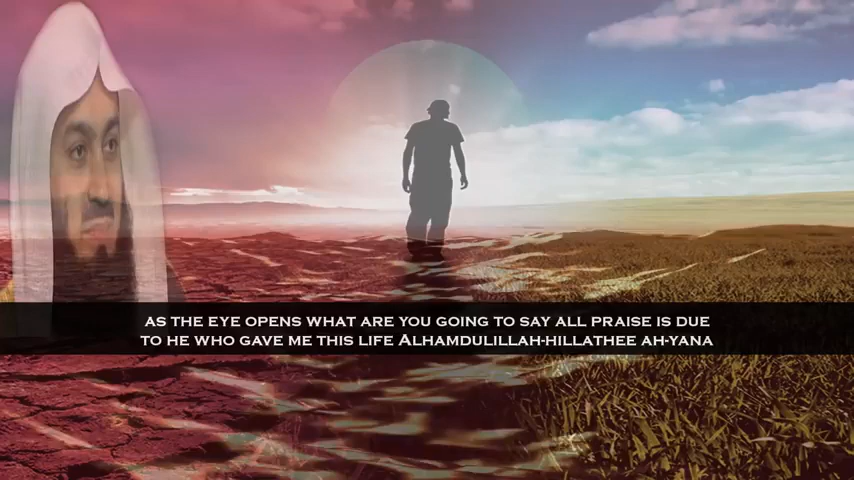 AS THE EYE OPENS WHAT ARE YOU GOING TO SAY ALL PRAISE IS DUE
TO HE WHO GAVE ME THIS LIFE ALHAMDULILLAH-HILLATHEE AH-YANA